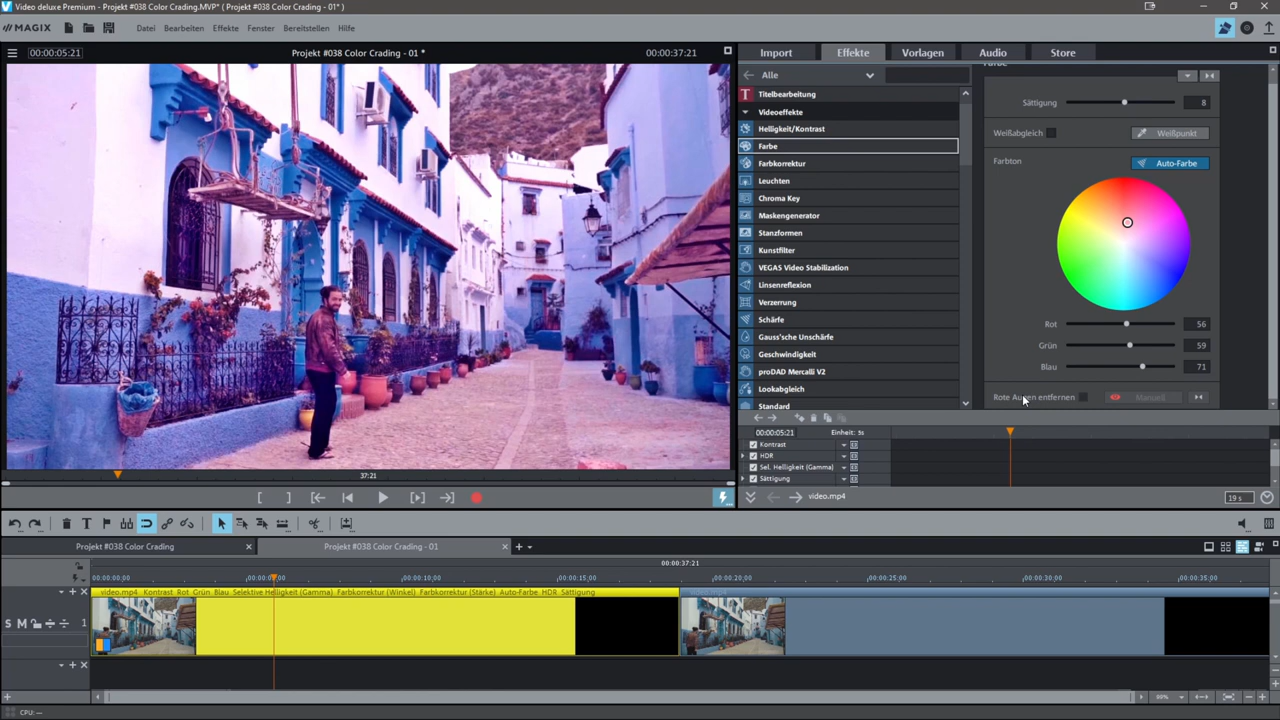 Video deluxe Premium - Projekt #038 Color Crading.MVP* ( Projekt #038 Color Crading - 01* )
MAGIX
Datei Bearbeiten Effekte Fenster Bereitstellen Hilfe
00:00:05:21 Projekt #038 Color Crading - 01 * 00:00:37:21
Import Effekte Vorlagen Audio Store
Alle
Titelbearbeitung
Videoeffekte
Helligkeit/Kontrast
Farbe
Farbkorrektur
Leuchten
Chroma Key
Maskengenerator
Stanzformen
Kunstfilter
VEGAS Video Stabilization
Linsenreflexion
Verzerrung
Schärfe
Gauss'sche Unschärfe
Geschwindigkeit
proDAD Mercalli V2
Lookabgleich
Standard
Farbe
Sättigung 8
Weißabgleich Weißpunkt
Farbton Auto-Farbe
Rot 56
Grün 59
Blau 71
Rote Augen entfernen Manuell
00:00:05:21 Einheit: 5s
Kontrast
HDR
Sel. Helligkeit (Gamma)
Sättigung
video.mp4 19 s
37:21
Projekt #038 Color Crading Projekt #038 Color Crading - 01
00:00:37:21
00:00:00:00 00:00:10:00 00:00:15:00 00:00:20:00 00:00:25:00 00:00:30:00 00:00:35:00
video.mp4 Kontrast Rot Grün Blau Selektive Helligkeit (Gamma) Farbkorrektur (Winkel) Farbkorrektur (Stärke) Auto-Farbe HDR Sättigung
video.mp4
S M 1
CPU: —